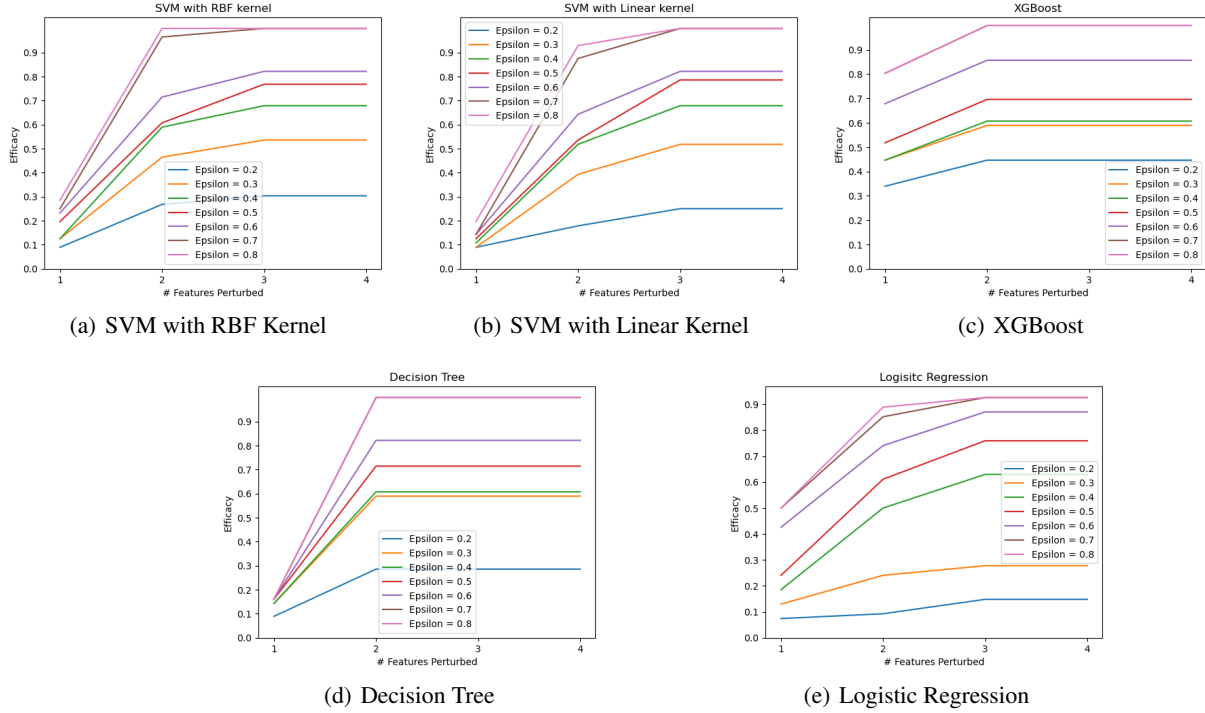 SVM with RBF kernel
Efficacy
0.9
0.8
0.7
0.6
0.5
0.4
0.3
0.2
0.1
0.0
Epsilon = 0.2
Epsilon = 0.3
Epsilon = 0.4
Epsilon = 0.5
Epsilon = 0.6
Epsilon = 0.7
Epsilon = 0.8
1 2 3 4
# Features Perturbed
(a) SVM with RBF Kernel
SVM with Linear kernel
Efficacy
0.9
0.8
0.7
0.6
0.5
0.4
0.3
0.2
0.1
0.0
Epsilon = 0.2
Epsilon = 0.3
Epsilon = 0.4
Epsilon = 0.5
Epsilon = 0.6
Epsilon = 0.7
Epsilon = 0.8
1 2 3 4
# Features Perturbed
(b) SVM with Linear Kernel
XGBoost
Efficacy
0.9
0.8
0.7
0.6
0.5
0.4
0.3
0.2
0.1
0.0
Epsilon = 0.2
Epsilon = 0.3
Epsilon = 0.4
Epsilon = 0.5
Epsilon = 0.6
Epsilon = 0.7
Epsilon = 0.8
1 2 3 4
# Features Perturbed
(c) XGBoost
Decision Tree
Efficacy
0.9
0.8
0.7
0.6
0.5
0.4
0.3
0.2
0.1
0.0
Epsilon = 0.2
Epsilon = 0.3
Epsilon = 0.4
Epsilon = 0.5
Epsilon = 0.6
Epsilon = 0.7
Epsilon = 0.8
1 2 3 4
# Features Perturbed
(d) Decision Tree
Logisitc Regression
Efficacy
0.9
0.8
0.7
0.6
0.5
0.4
0.3
0.2
0.1
0.0
Epsilon = 0.2
Epsilon = 0.3
Epsilon = 0.4
Epsilon = 0.5
Epsilon = 0.6
Epsilon = 0.7
Epsilon = 0.8
1 2 3 4
# Features Perturbed
(e) Logistic Regression